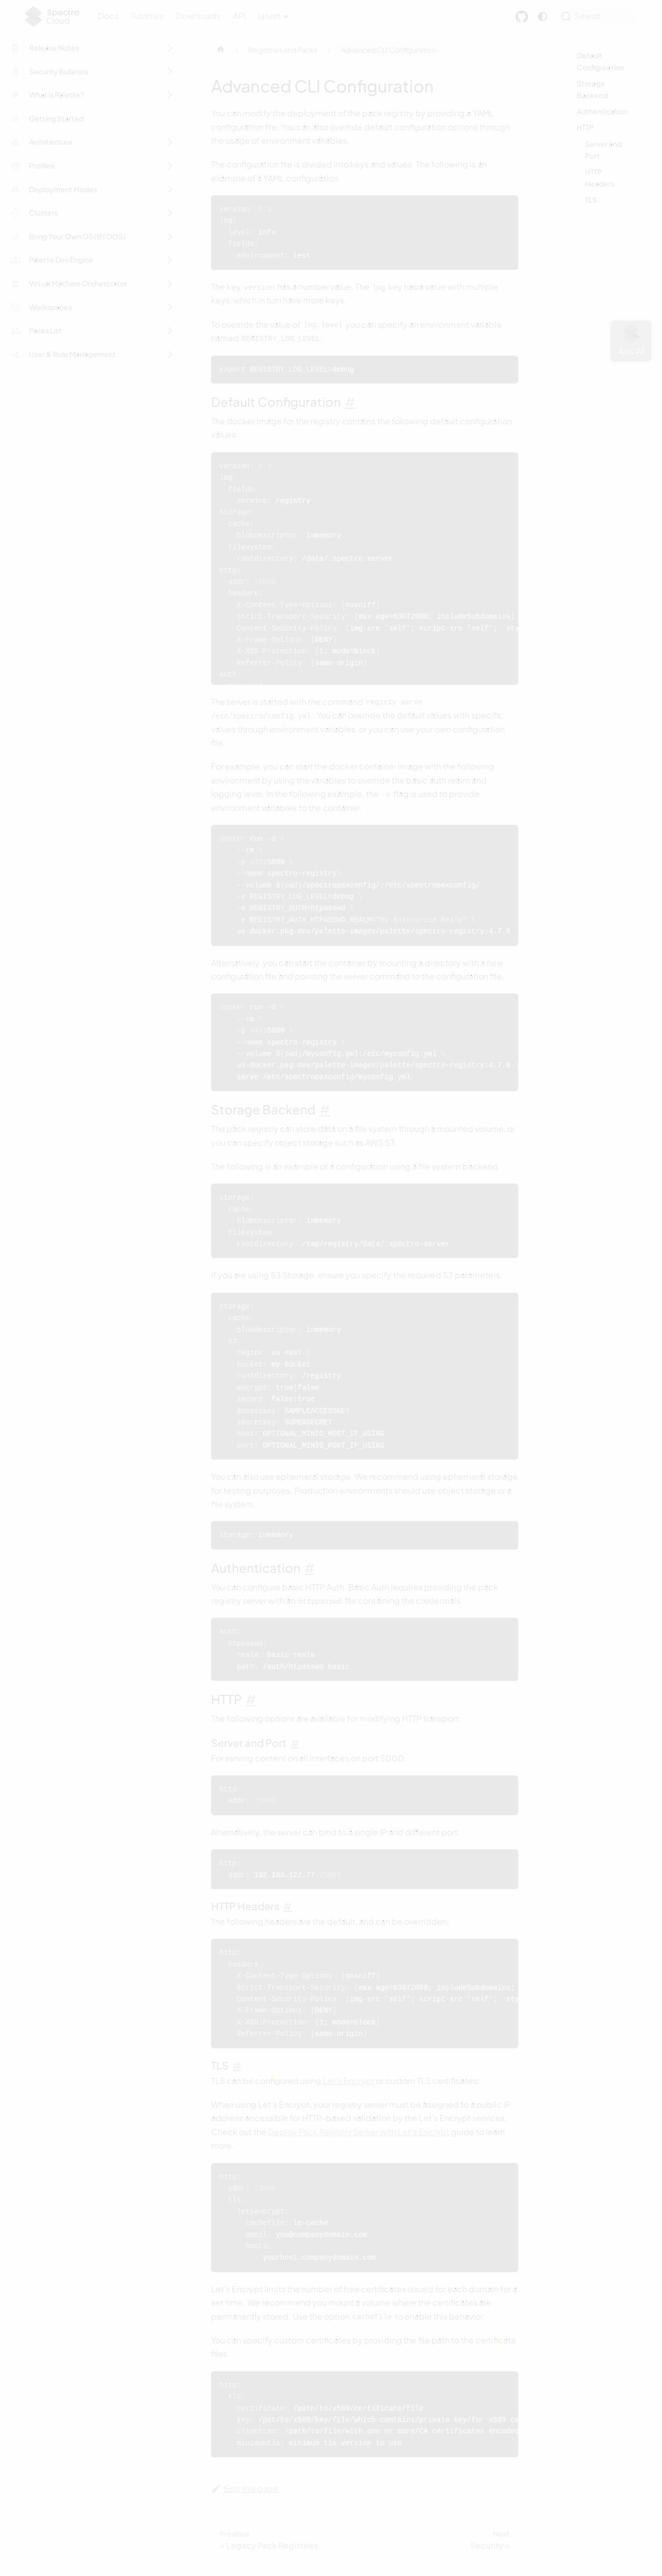 Spectro Cloud
Docs
Tutorials
Downloads
API
latest
Search
Release Notes
Security Bulletins
What is Palette?
Getting Started
Architecture
Profiles
Deployment Modes
Clusters
Bring Your Own OS (BYOOS)
Palette Dev Engine
Virtual Machine Orchestrator
Workspaces
Packs List
User & Role Management
Registries and Packs
Advanced CLI Configuration
Default
Configuration
Storage
Backend
Authentication
HTTP
Server and
Port
HTTP
Headers
TLS
Advanced CLI Configuration
You can modify the deployment of the pack registry by providing a YAML
configuration file. You can also override default configuration options through
the usage of environment variables.
The configuration file is divided into keys and values. The following is an
example of a YAML configuration.
log:
level: info
fields:
environment: test
The key version has a number value. The log key has a value with multiple
keys, which in turn have more keys.
To override the value of log.level you can specify an environment variable
named REGISTRY_LOG_LEVEL.
export REGISTRY_LOG_LEVEL=debug
Default Configuration #
The docker image for the registry contains the following default configuration
values.
log:
fields:
service: registry
storage:
cache:
blobdescriptor: inmemory
filesystem:
rootdirectory: /data/.spectro-server
http:
addr: :5000
headers:
X-Content-Type-Options: [nosniff]
Strict-Transport-Security: [max-age=63072000; includeSubdomains;
Content-Security-Policy: [img-src 'self'; script-src 'self'; sty
X-Frame-Options: [DENY]
X-XSS-Protection: [1; mode=block]
Referrer-Policy: [same-origin]
auth:
The server is started with the command registry serve
/etc/spectro/config.yml. You can override the default values with specific
values through environment variables, or you can use your own configuration
file.
For example, you can start the docker container image with the following
environment by using the variables to override the basic auth realm and
logging level. In the following example, the -e flag is used to provide
environment variables to the container.
docker run -d \
--rm \
-p 443:5000 \
--name spectro-registry\
--volume $(pwd)/spectropaxconfig/:/etc/spectropaxconfig/
-e REGISTRY_LOG_LEVEL=debug \
-e REGISTRY_AUTH=htpasswd \
-e REGISTRY_AUTH_HTPASSWD_REALM="My Enterprise Realm" \
us-docker.pkg.dev/palette-images/palette/spectro-registry:4.7.0
Alternatively, you can start the container by mounting a directory with a new
configuration file and pointing the server command to the configuration file.
docker run -d \
--rm \
-p 443:5000 \
--name spectro-registry \
--volume $(pwd)/myconfig.yml:/etc/myconfig.yml \
us-docker.pkg.dev/palette-images/palette/spectro-registry:4.7.0
serve /etc/spectropaxconfig/myconfig.yml
Storage Backend #
The pack registry can store data on a file system through a mounted volume, or
you can specify object storage such as AWS S3.
The following is an example of a configuration using a file system backend.
storage:
cache:
blobdescriptor: inmemory
filesystem:
rootdirectory: /tmp/registry/data/.spectro-server
If you are using S3 Storage, ensure you specify the required S3 parameters.
storage:
cache:
blobdescriptor: inmemory
s3:
region: us-east-1
bucket: my-bucket
rootdirectory: /registry
encrypt: true|false
secure: false|true
accesskey: SAMPLEACCESSKEY
secretkey: SUPERSECRET
host: OPTIONAL_MINIO_HOST_IF_USING
port: OPTIONAL_MINIO_PORT_IF_USING
You can also use ephemeral storage. We recommend using ephemeral storage
for testing purposes. Production environments should use object storage or a
file system.
storage: inmemory
Authentication #
You can configure basic HTTP Auth. Basic Auth requires providing the pack
registry server with an httppasswd file containing the credentials.
auth:
htpasswd:
realm: basic-realm
path: /auth/htpasswd-basic
HTTP #
The following options are available for modifying HTTP transport.
Server and Port #
For serving content on all interfaces on port 5000.
http:
addr: :5000
Alternatively, the server can bind to a single IP and different port.
http:
HTTP Headers #
The following headers are the default, and can be overridden.
http:
headers:
X-Content-Type-Options: [nosniff]
Strict-Transport-Security: [max-age=63072000; includeSubdomains;
Content-Security-Policy: [img-src 'self'; script-src 'self'; sty
X-Frame-Options: [DENY]
X-XSS-Protection: [1; mode=block]
Referrer-Policy: [same-origin]
TLS #
TLS can be configured using Let's Encrypt or custom TLS certificates.
When using Let's Encrypt, your registry server must be assigned to a public IP
address accessible for HTTP-based validation by the Let's Encrypt services.
Check out the Deploy Pack Registry Server with Let's Encrypt guide to learn
more.
http:
tls:
letsencrypt:
cachefile: le-cache
email: you@companydomain.com
hosts:
- yourhost.companydomain.com
Let's Encrypt limits the number of free certificates issued for each domain for a
set time. We recommend you mount a volume where the certificates are
permanently stored. Use the option cachefile to enable this behavior.
You can specify custom certificates by providing the file path to the certificate
files.
http:
tls:
certificate: /path/to/x509/certificate/file
key: /pat/to/x509/key/file/which contains/private key/for x509 ce
clientcas: /path/to/file/with one or more/CA certificates encoded
minimumtls: minimum tls version to use
Edit this page
Previous
« Legacy Pack Registries
Next
Security »